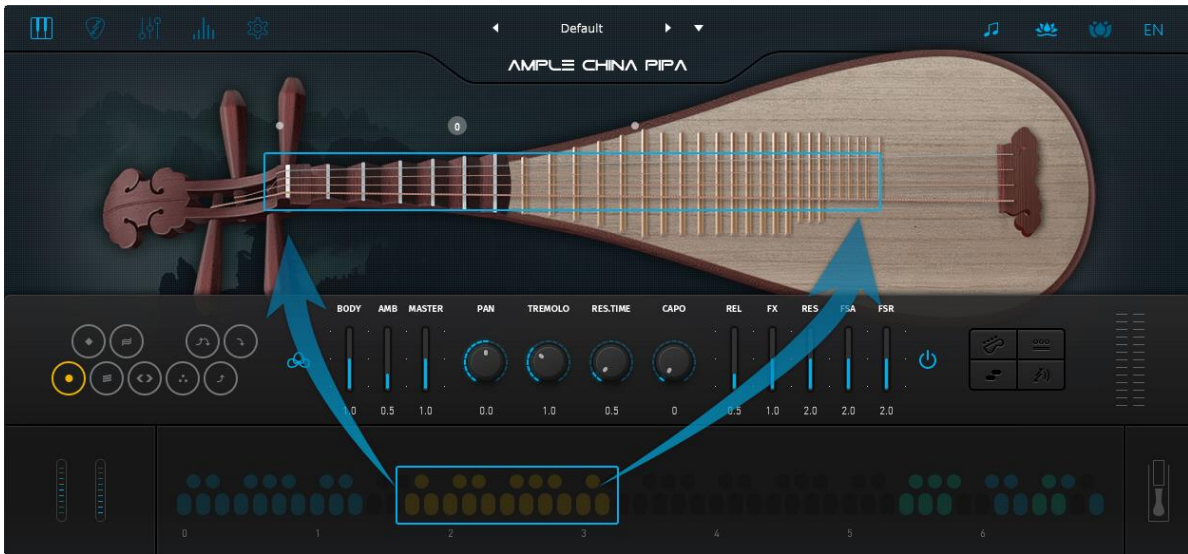 Default
EN
AMPLE CHINA PIPA
0
BODY AMB MASTER PAN TREMOLO RES.TIME CAPO REL FX RES FSA FSR
1.0 0.5 1.0 0.0 1.0 0.5 0 0.5 1.0 2.0 2.0 2.0
0 1 2 3 4 5 6